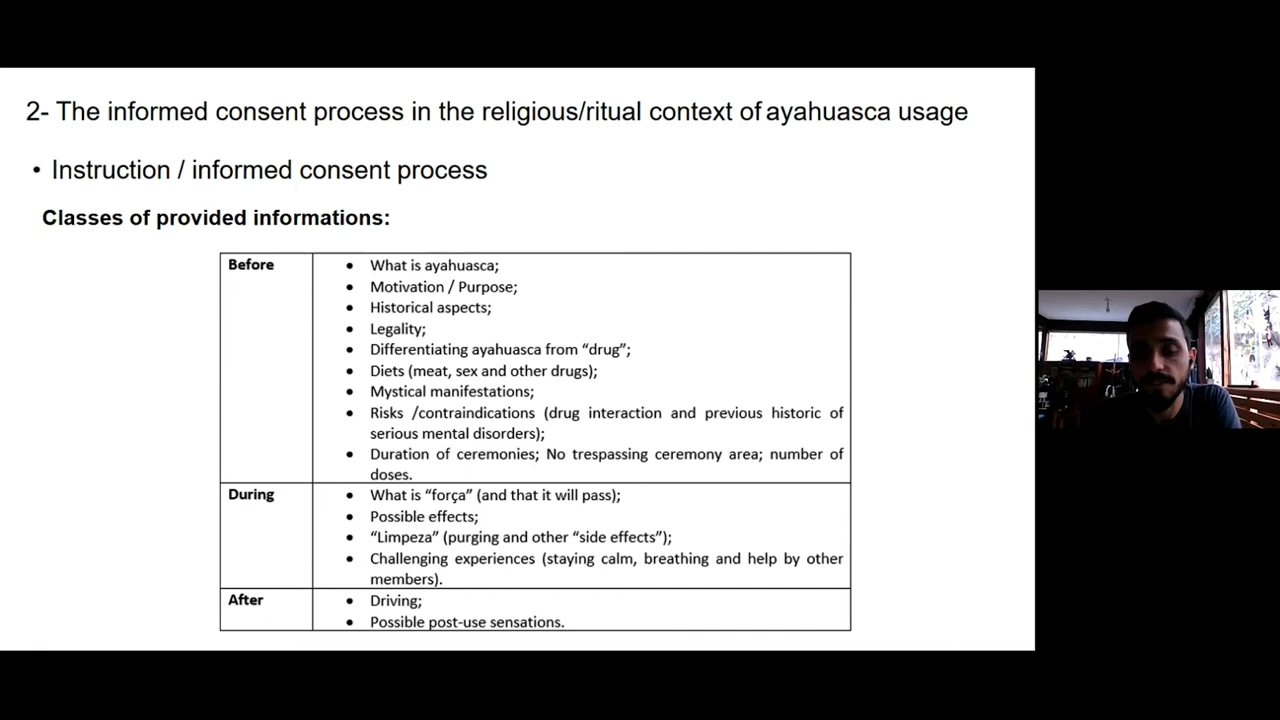 2- The informed consent process in the religious/ritual context of ayahuasca usage
• Instruction / informed consent process
Classes of provided informations:
Before
• What is ayahuasca;
• Motivation / Purpose;
• Historical aspects;
• Legality;
• Differentiating ayahuasca from “drug”;
• Diets (meat, sex and other drugs);
• Mystical manifestations;
• Risks /contraindications (drug interaction and previous historic of
serious mental disorders);
• Duration of ceremonies; No trespassing ceremony area; number of
doses.
During
• What is “força” (and that it will pass);
• Possible effects;
• “Limpeza” (purging and other “side effects”);
• Challenging experiences (staying calm, breathing and help by other
members).
After
• Driving;
• Possible post-use sensations.